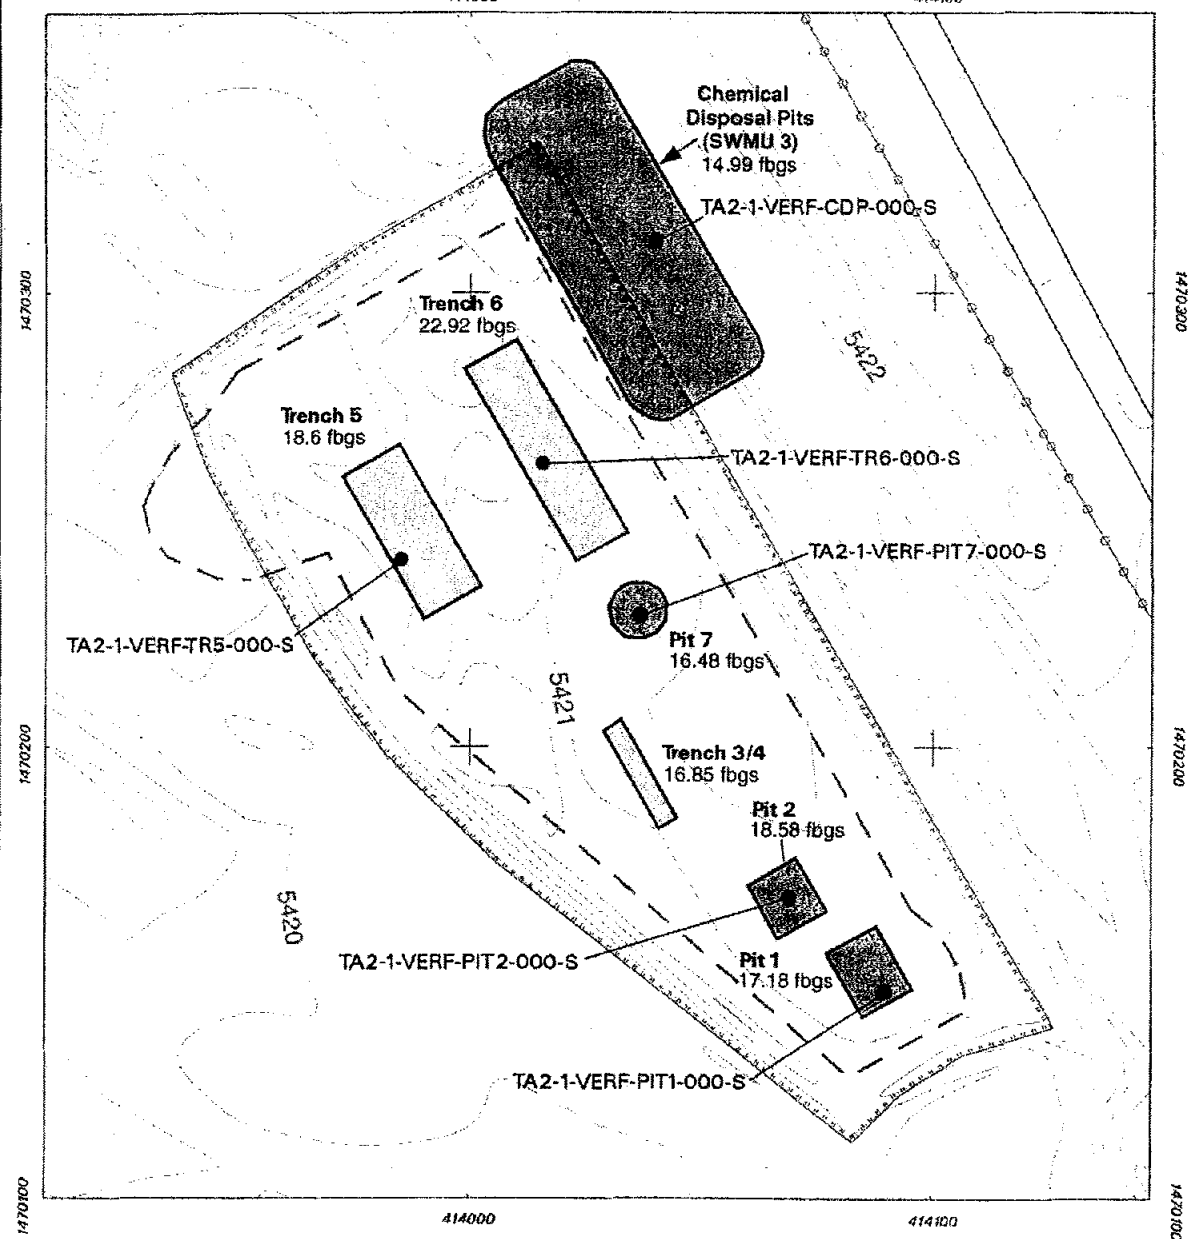 Chemical
Disposal Pits
(SWMU 3)
14.99 fbgs
TA2-1-VERF-CDP-000-S
1470300
1470300
Trench 6
22.92 fbgs
5422
Trench 5
18.6 fbgs
TA2-1-VERF-TR6-000-S
TA2-1-VERF-PIT7-000-S
TA2-1-VERF-TR5-000-S
Pit 7
16.48 fbgs
5421
1470200
1470200
Trench 3/4
16.85 fbgs
Pit 2
18.58 fbgs
5420
TA2-1-VERF-PIT2-000-S
Pit 1
17.18 fbgs
TA2-1-VERF-PIT1-000-S
1470100
1470100
414000
414100